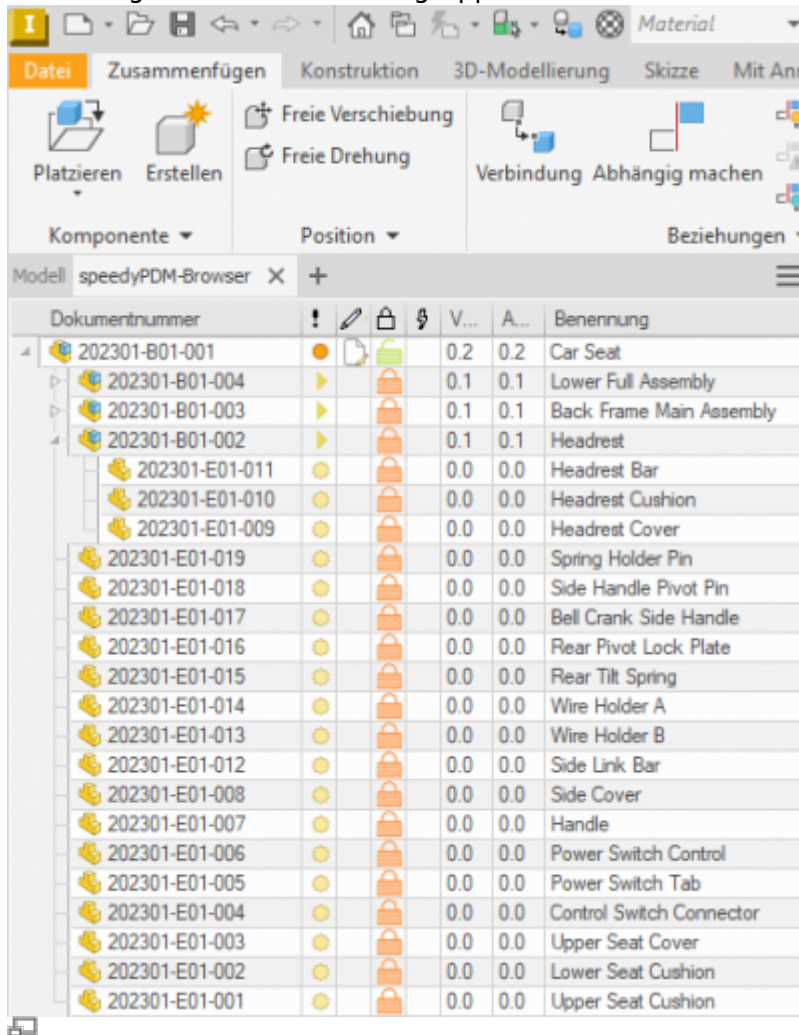 I Material
Datei Zusammenfügen Konstruktion 3D-Modellierung Skizze Mit
Freie Verschiebung
Freie Drehung
Platzieren Erstellen Verbindung Abhängig machen
Komponente Position Beziehungen
Modell speedyPDM-Browser × +
Dokumentnummer ! V... A... Benennung
202301-B01-001 0.2 0.2 Car Seat
202301-B01-004 0.1 0.1 Lower Full Assembly
202301-B01-003 0.1 0.1 Back Frame Main Assembly
202301-B01-002 0.1 0.1 Headrest
202301-E01-011 0.0 0.0 Headrest Bar
202301-E01-010 0.0 0.0 Headrest Cushion
202301-E01-009 0.0 0.0 Headrest Cover
202301-E01-019 0.0 0.0 Spring Holder Pin
202301-E01-018 0.0 0.0 Side Handle Pivot Pin
202301-E01-017 0.0 0.0 Bell Crank Side Handle
202301-E01-016 0.0 0.0 Rear Pivot Lock Plate
202301-E01-015 0.0 0.0 Rear Tilt Spring
202301-E01-014 0.0 0.0 Wire Holder A
202301-E01-013 0.0 0.0 Wire Holder B
202301-E01-012 0.0 0.0 Side Link Bar
202301-E01-008 0.0 0.0 Side Cover
202301-E01-007 0.0 0.0 Handle
202301-E01-006 0.0 0.0 Power Switch Control
202301-E01-005 0.0 0.0 Power Switch Tab
202301-E01-004 0.0 0.0 Control Switch Connector
202301-E01-003 0.0 0.0 Upper Seat Cover
202301-E01-002 0.0 0.0 Lower Seat Cushion
202301-E01-001 0.0 0.0 Upper Seat Cushion